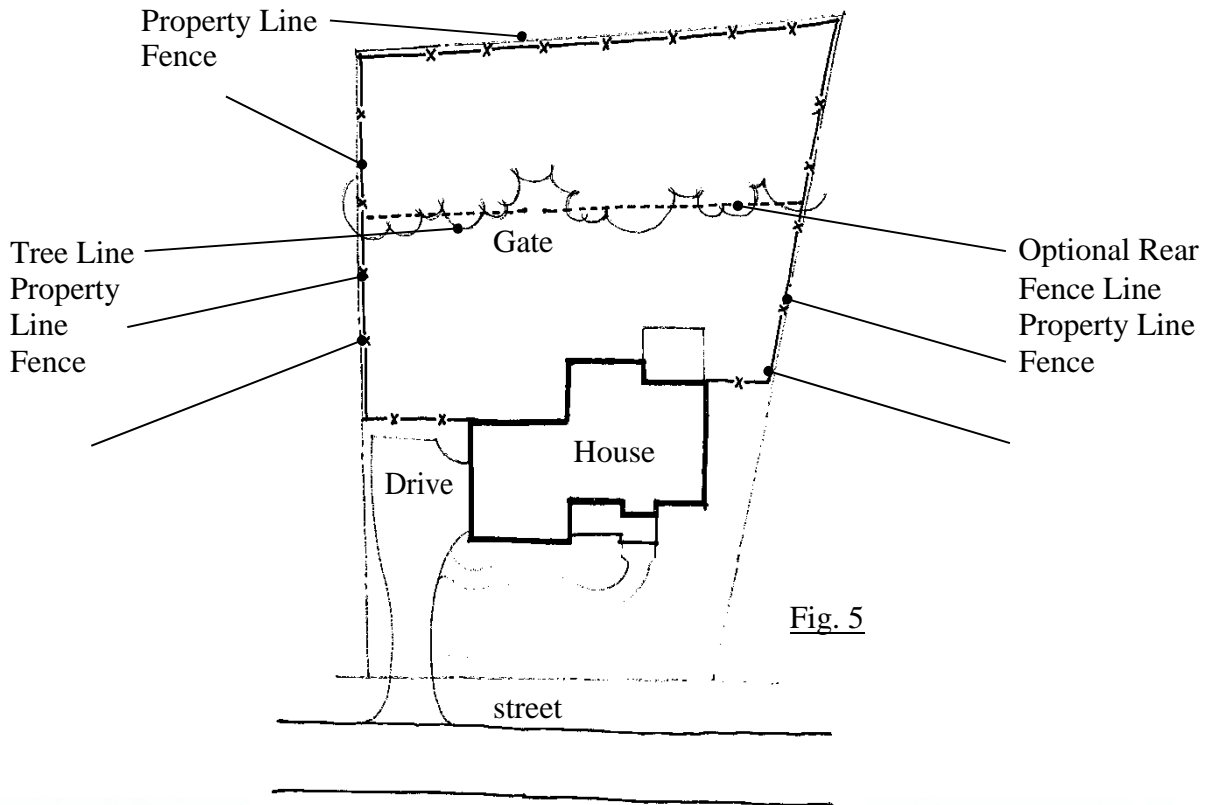 Property Line
Fence
Gate
Tree Line
Property
Line
Fence
Optional Rear
Fence Line
Property Line
Fence
House
Drive
Fig. 5
street